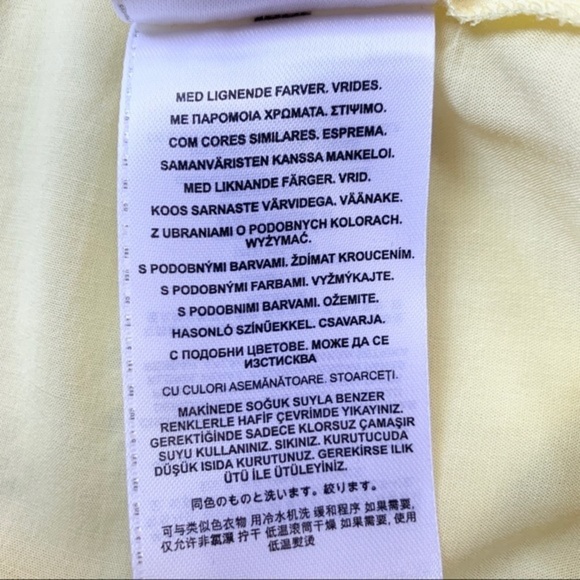 MED LIGNENDE FARVER. VRIDES.
ΜΕ ΠΑΡΟΜΟΙΑ ΧΡΩΜΑΤΑ. ΣΤΙΨΙΜΟ.
COM CORES SIMILARES. ESPREMA.
SAMANVÄRISTEN KANSSA MANKELOI.
MED LIKNANDE FÄRGER. VRID.
KOOS SARNASTE VÄRVIDEGA. VÄÄNAKE.
Z UBRANIAMI O PODOBNYCH KOLORACH.
WYŻYMAĆ.
S PODOBNÝMI BARVAMI. ŽDÍMAT KROUCENÍM.
S PODOBNÝMI FARBAMI. VYŽMÝKAJTE.
S PODOBNIMI BARVAMI. OŽEMITE.
HASONLÓ SZÍNŰEKKEL. CSAVARJA.
С ПОДОБНИ ЦВЕТОВЕ. МОЖЕ ДА СЕ
ИЗСТИСКВА
CU CULORI ASEMĂNĂTOARE. STOARCEŢI.
MAKİNEDE SOĞUK SUYLA BENZER
RENKLERLE HAFİF ÇEVRİMDE YIKAYINIZ.
GEREKTİĞİNDE SADECE KLORSUZ ÇAMAŞIR
SUYU KULLANINIZ. SIKINIZ. KURUTUCUDA
DÜŞÜK ISIDA KURUTUNUZ. GEREKİRSE ILIK
ÜTÜ İLE ÜTÜLEYİNİZ.
同色のものと洗います。絞ります。
可与类似色衣物 用冷水机洗 缓和程序 如果需要,
仅允许非氯漂 拧干 低温滚筒干燥 如果需要, 使用
低温熨烫